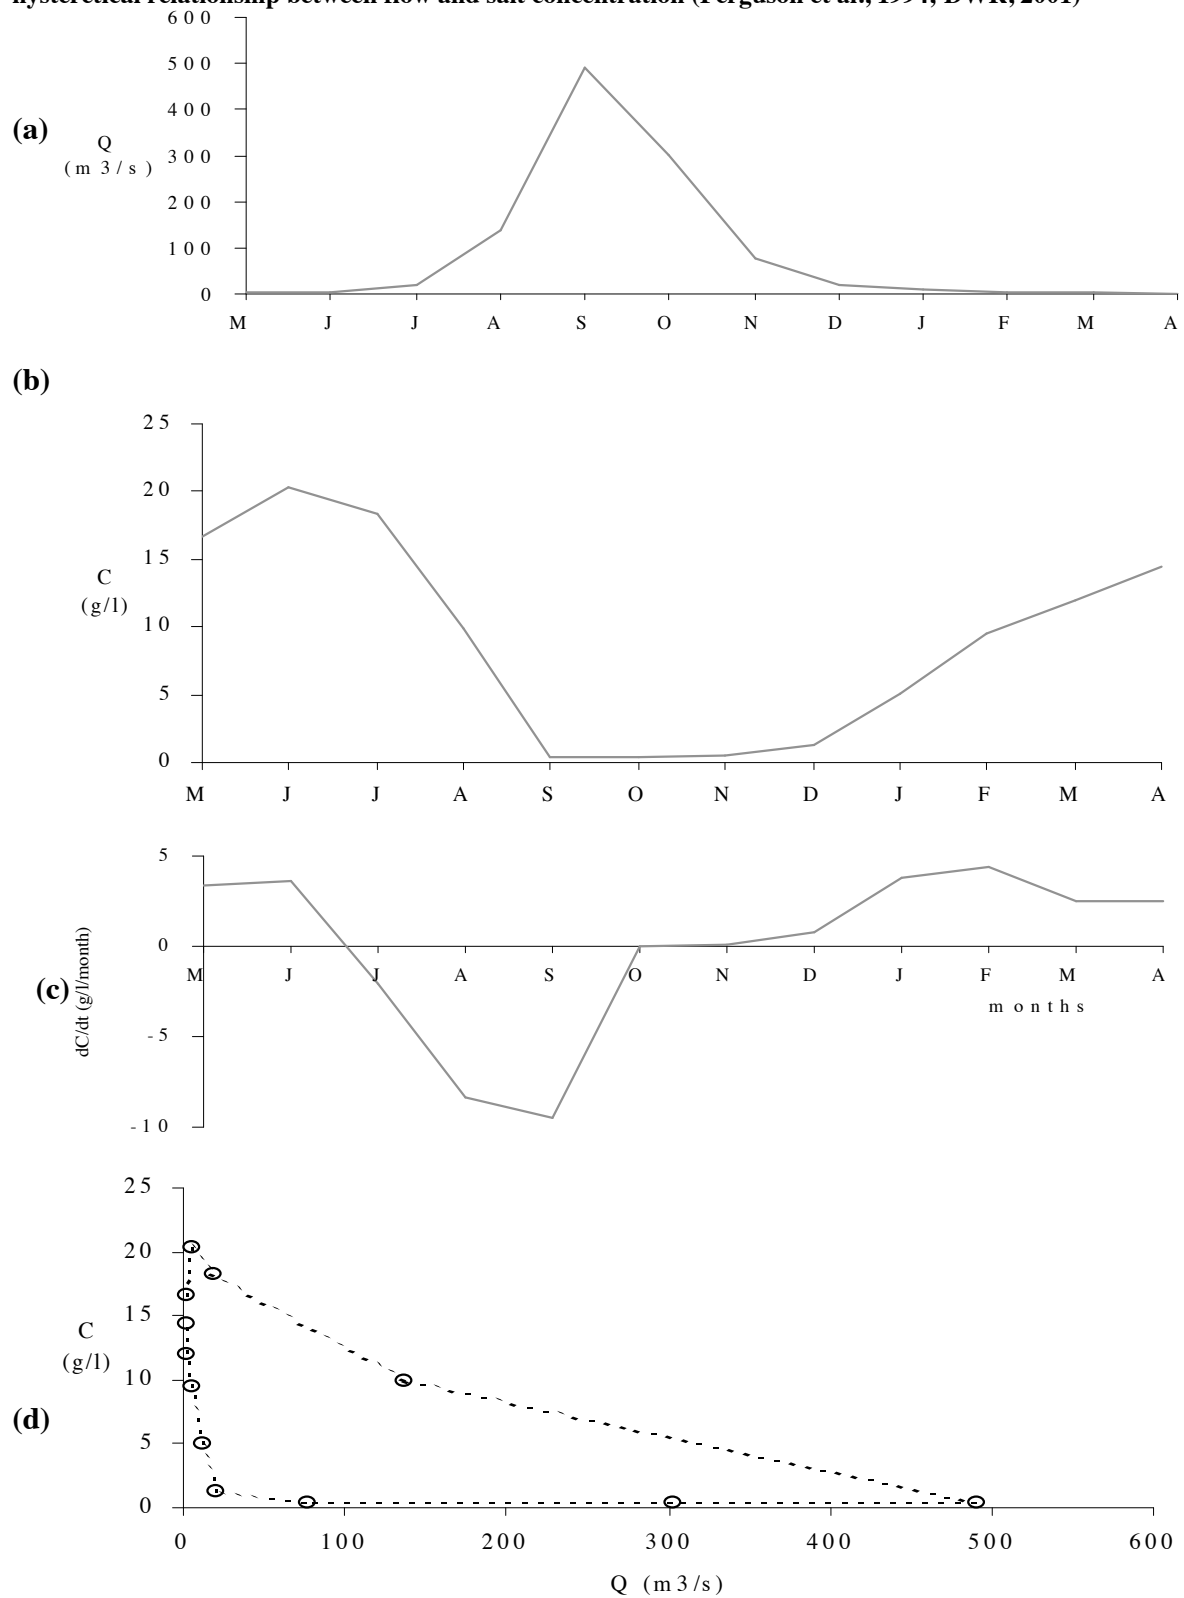 hysteretical relationship between flow and salt concentration (Ferguson et al., 1994; DWR, 2001)
600
500
400
300
200
100
0
(a)
Q
(m3/s)
M J J A S O N D J F M A
(b)
25
20
15
10
5
0
C
(g/l)
M J J A S O N D J F M A
5
0
-5
-10
(c)
dC/dt (g/l/month)
M J J A S O N D J F M A
months
25
20
15
10
5
0
C
(g/l)
(d)
0 100 200 300 400 500 600
Q (m3/s)